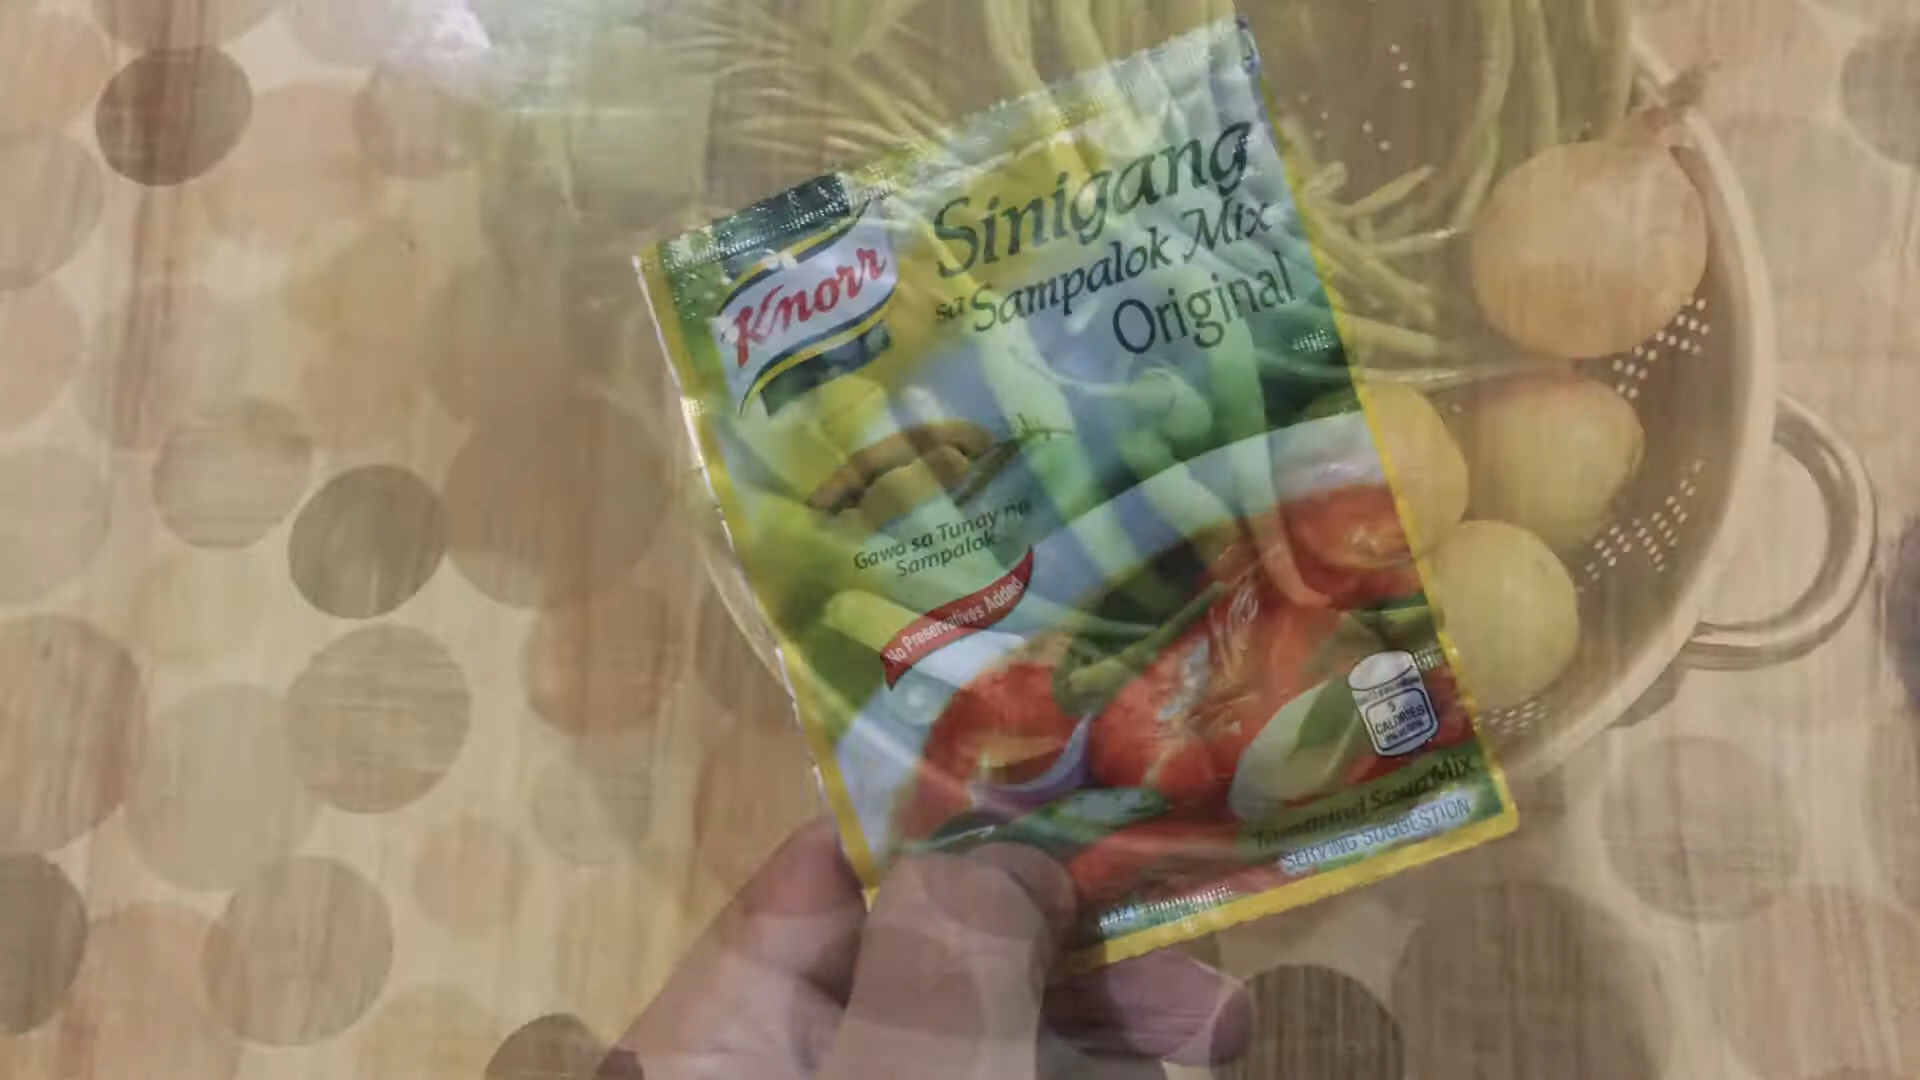 Knorr
Sinigang
sa Sampalok Mix
Original
Gawa sa Tunay na
Sampalok
No Preservatives Added
5
CALORIES
Tamarind Soup Mix
SERVING SUGGESTION